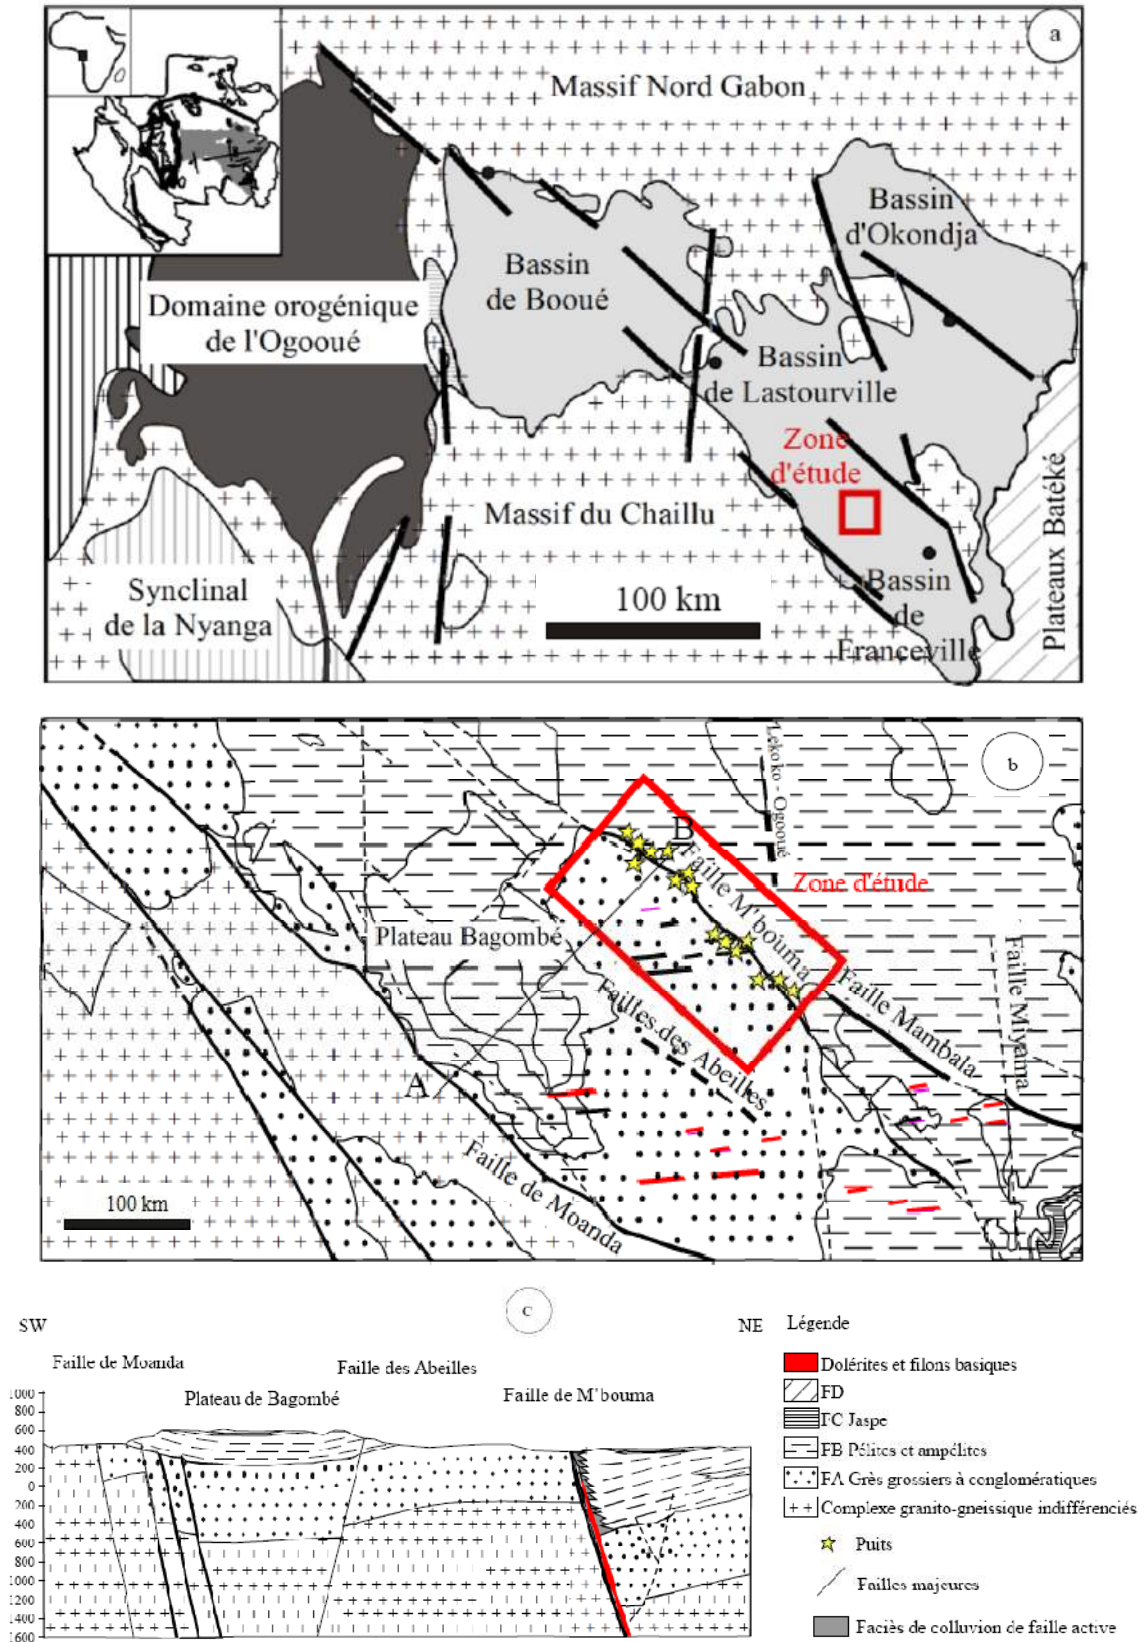 a
Massif Nord Gabon
Bassin
d'Okondja
Bassin
de Booué
Domaine orogénique
de l'Ogooué
Bassin
de Lastourville
Zone
d'étude
Massif du Chaillu
Plateaux Batéké
Synclinal
de la Nyanga
100 km
Bassin
de
Franceville
b
Lekoko - Ogooué
B
Faille M'bouma
Zone d'étude
Plateau Bagombé
Faille Mambala
Faille Miyama
Failles des Abeilles
A
Faille de Moanda
100 km
c
SW
NE
Légende
Faille de Moanda
Faille des Abeilles
Plateau de Bagombé
Faille de M'bouma
1000
800
600
400
200
0
200
400
600
800
1000
1200
1400
1600
Dolérites et filons basiques
FD
FC Jaspe
FB Pélites et ampélites
FA Grès grossiers à conglomératiques
Complexe granito-gneissique indifférenciés
Puits
Failles majeures
Faciès de colluvion de faille active